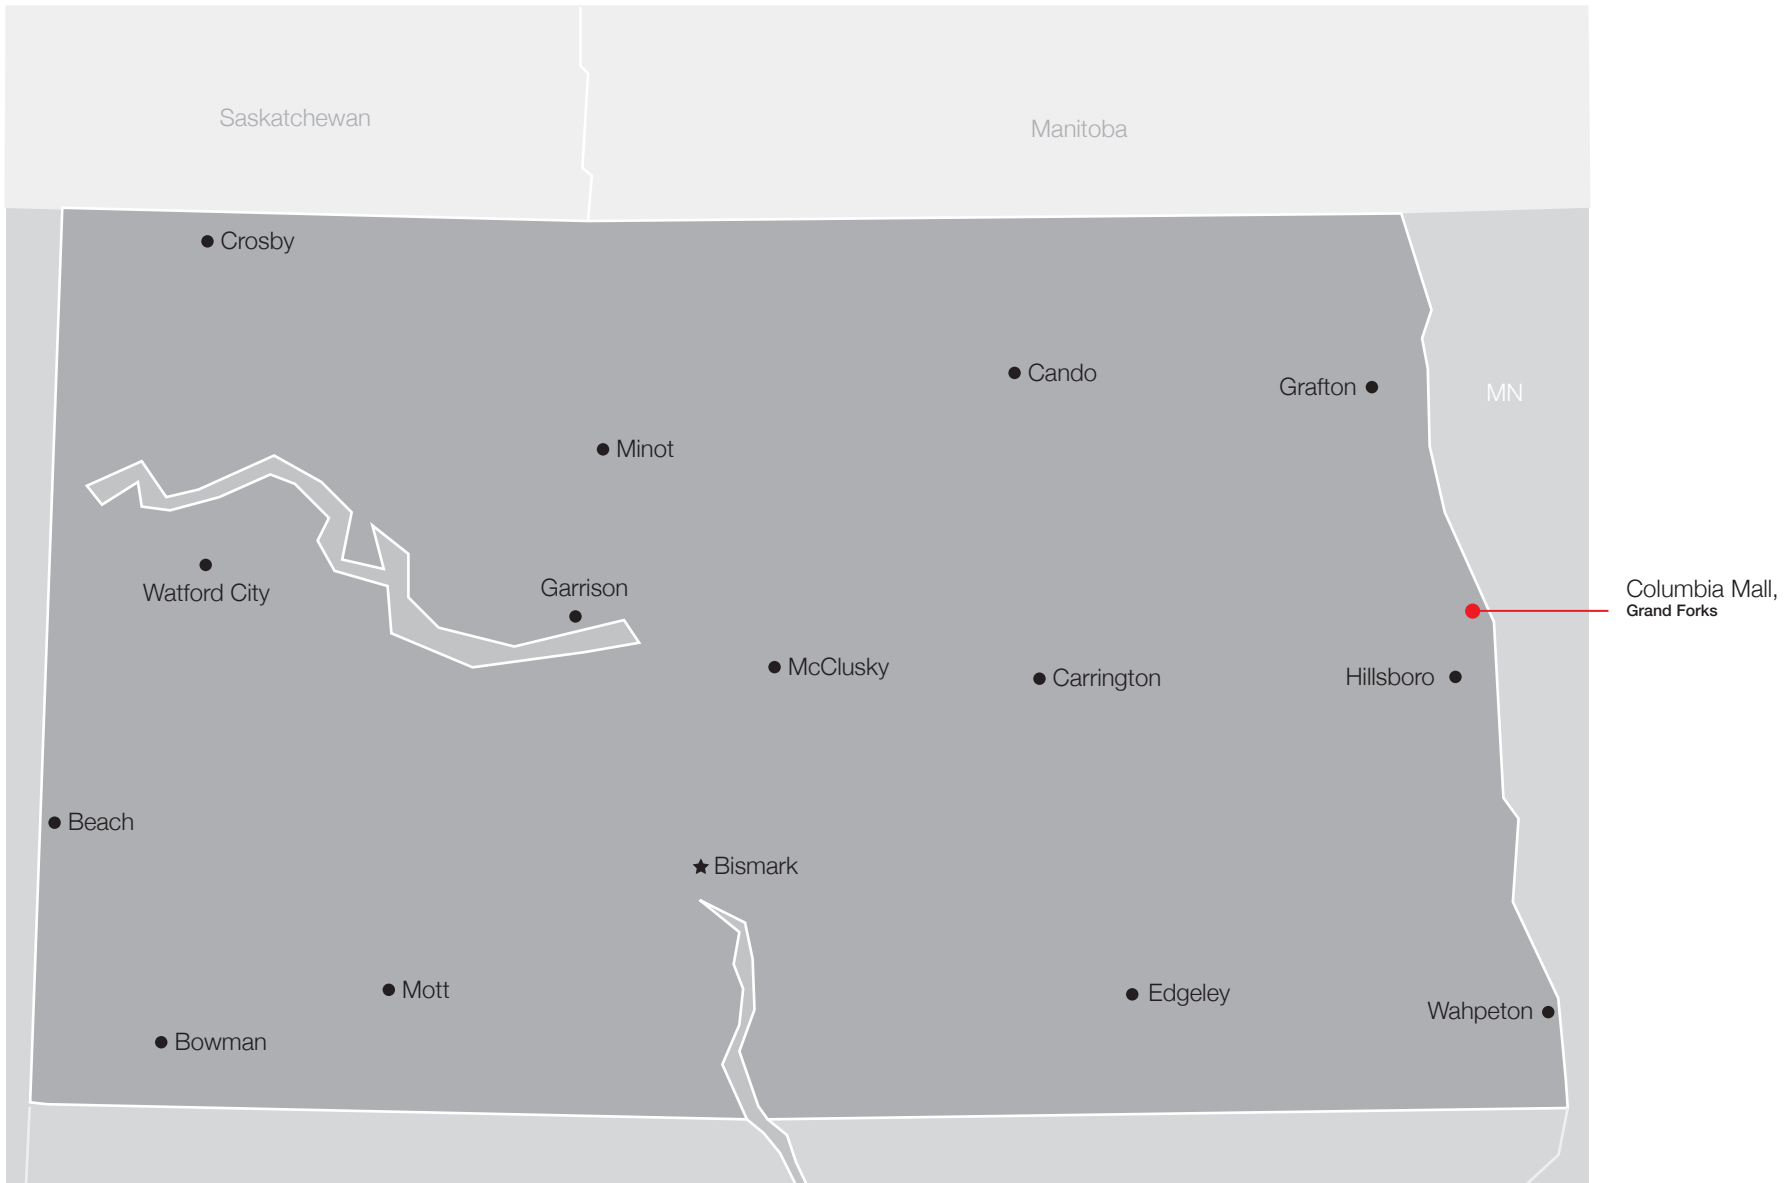 Saskatchewan
Manitoba
Crosby
Cando
Grafton
MN
Minot
Watford City
Garrison
Columbia Mall,
Grand Forks
McClusky
Carrington
Hillsboro
Beach
Bismark
Mott
Edgeley
Wahpeton
Bowman